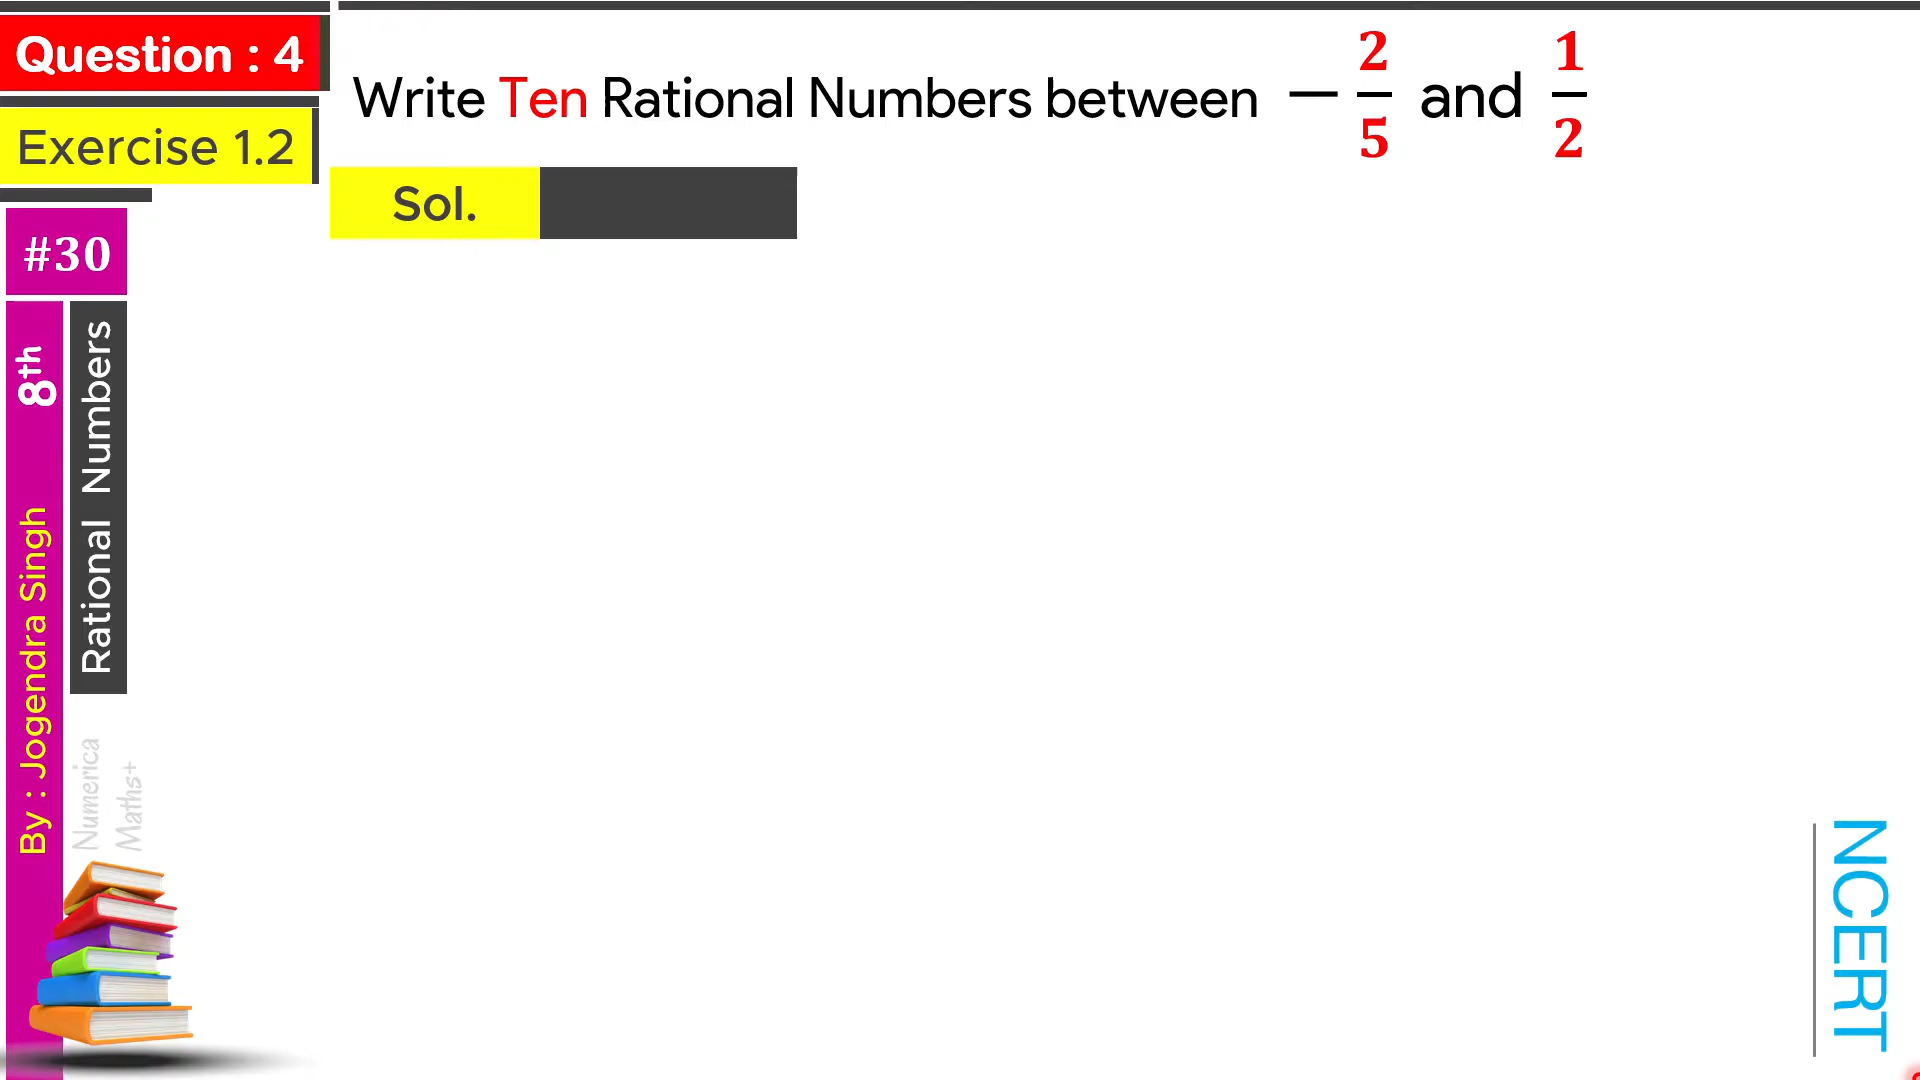 Question : 4
Exercise 1.2
Write Ten Rational Numbers between − 2/5 and 1/2
Sol.
#30
8th
By : Jogendra Singh
Rational Numbers
Numerica
Maths+
NCERT